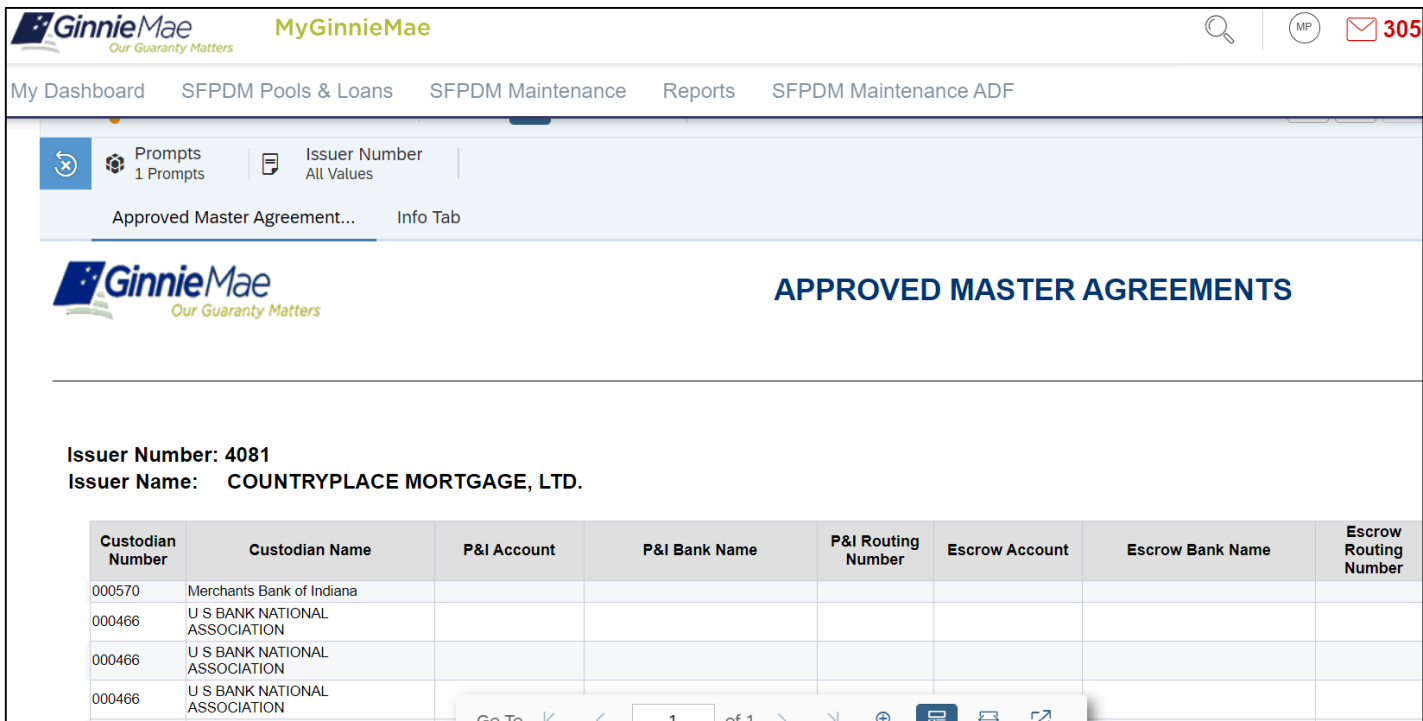 GinnieMae
Our Guaranty Matters
MyGinnieMae
MP
305
My Dashboard SFPDM Pools & Loans SFPDM Maintenance Reports SFPDM Maintenance ADF
Prompts
1 Prompts
Issuer Number
All Values
Approved Master Agreement... Info Tab
GinnieMae
Our Guaranty Matters
APPROVED MASTER AGREEMENTS
Issuer Number: 4081
Issuer Name: COUNTRYPLACE MORTGAGE, LTD.
Custodian Number Custodian Name P&I Account P&I Bank Name P&I Routing Number Escrow Account Escrow Bank Name Escrow Routing Number
000570 Merchants Bank of Indiana
000466 U S BANK NATIONAL ASSOCIATION
000466 U S BANK NATIONAL ASSOCIATION
000466 U S BANK NATIONAL ASSOCIATION
Go To 1 of 1